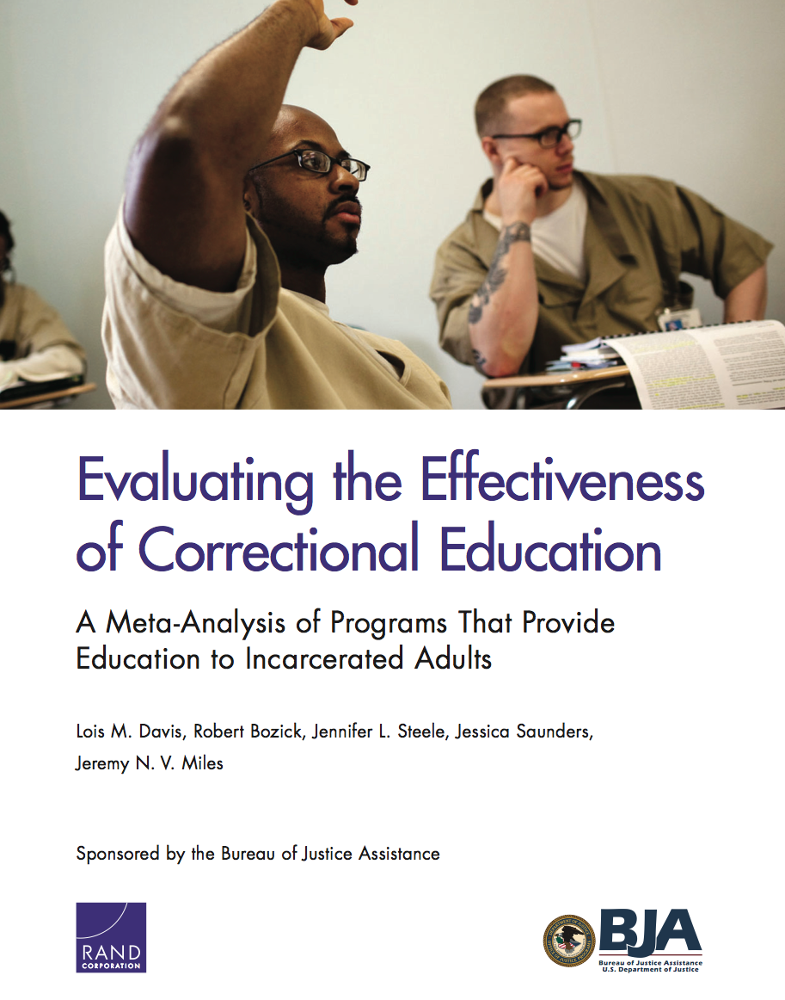 Evaluating the Effectiveness
of Correctional Education
A Meta-Analysis of Programs That Provide
Education to Incarcerated Adults
Lois M. Davis, Robert Bozick, Jennifer L. Steele, Jessica Saunders,
Jeremy N. V. Miles
Sponsored by the Bureau of Justice Assistance
RAND
CORPORATION
BJA
Bureau of Justice Assistance
U.S. Department of Justice